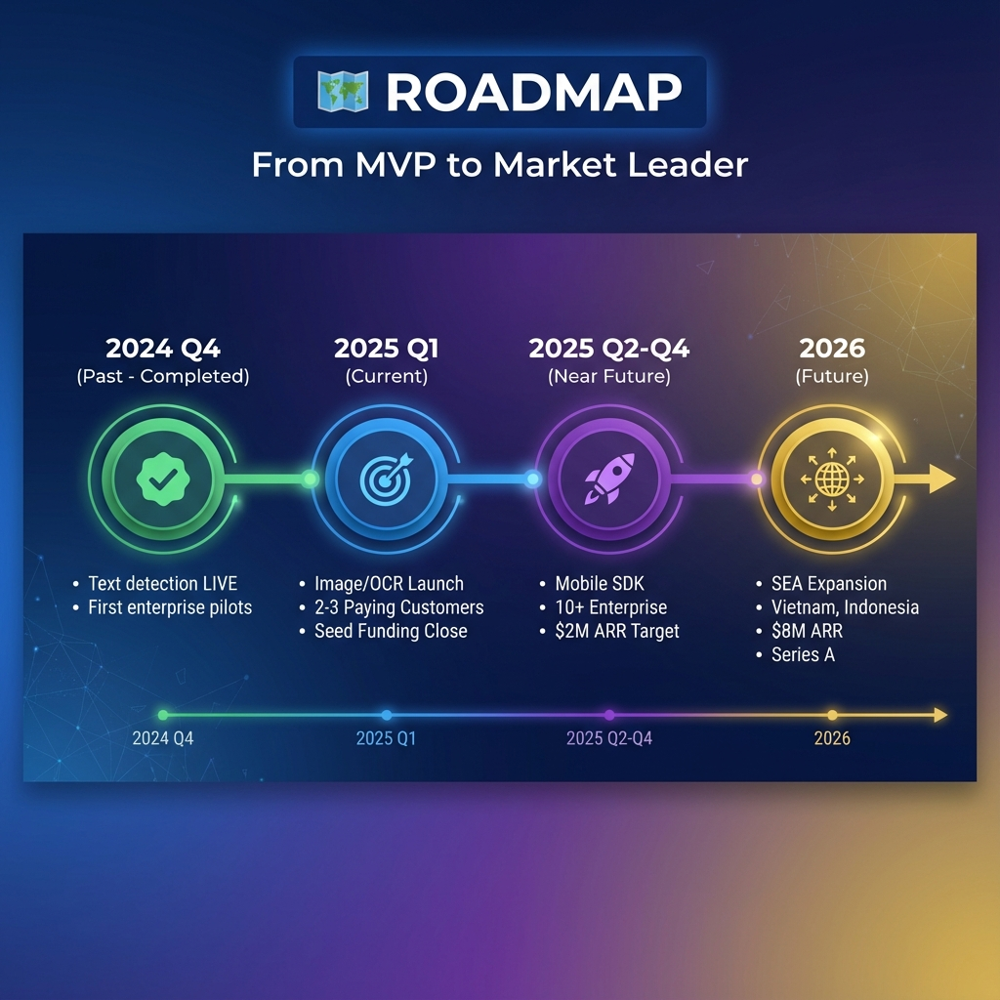 ROADMAP
From MVP to Market Leader
2024 Q4
(Past - Completed)
• Text detection LIVE
• First enterprise pilots
2025 Q1
(Current)
• Image/OCR Launch
• 2-3 Paying Customers
• Seed Funding Close
2025 Q2-Q4
(Near Future)
• Mobile SDK
• 10+ Enterprise
• $2M ARR Target
2026
(Future)
• SEA Expansion
• Vietnam, Indonesia
• $8M ARR
• Series A
2024 Q4
2025 Q1
2025 Q2-Q4
2026